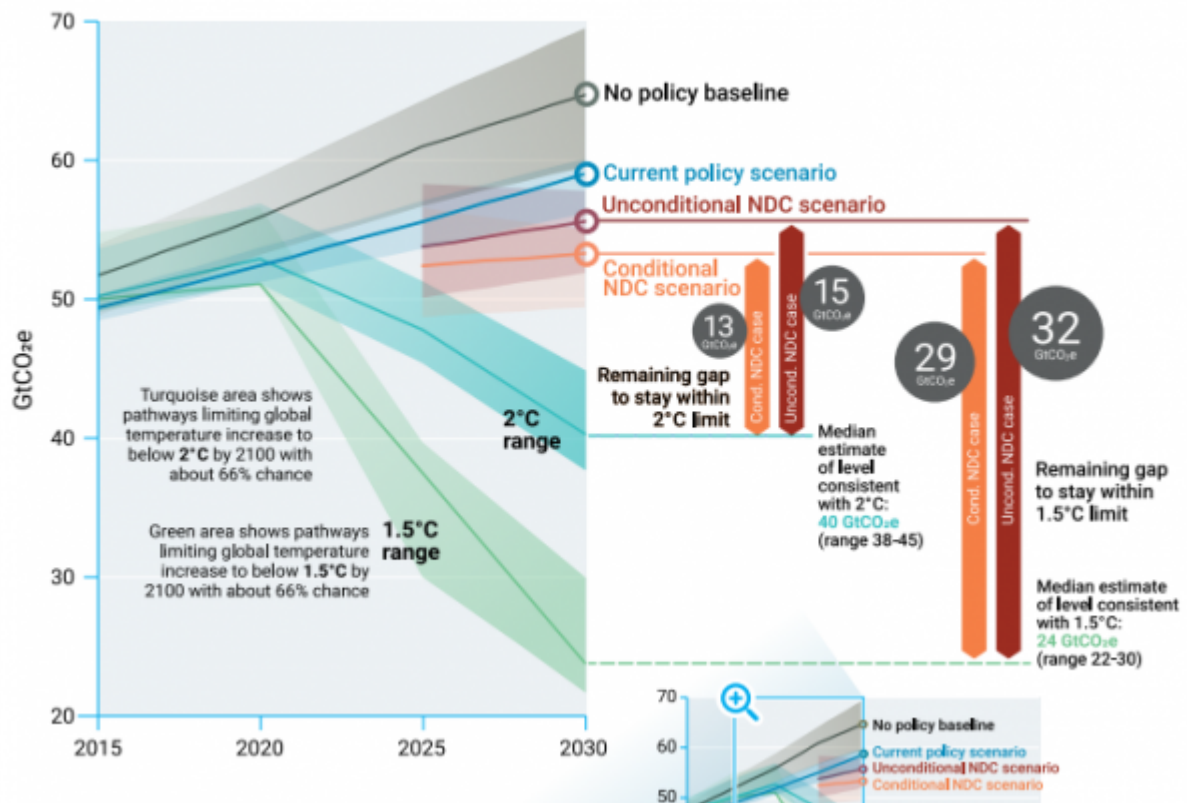 70
60
50
40
30
20
GtCO₂e
2015
2020
2025
2030
No policy baseline
Current policy scenario
Unconditional NDC scenario
Conditional
NDC scenario
Turquoise area shows
pathways limiting global
temperature increase to
below 2°C by 2100 with
about 66% chance
2°C
range
Green area shows pathways
limiting global temperature
increase to below 1.5°C by
2100 with about 66% chance
1.5°C
range
13
GtCO₂e
15
GtCO₂e
Cond. NDC case
Uncond. NDC case
Remaining gap
to stay within
2°C limit
Median
estimate
of level
consistent
with 2°C:
40 GtCO₂e
(range 38-45)
29
GtCO₂e
32
GtCO₂e
Cond. NDC case
Uncond. NDC case
Remaining gap
to stay within
1.5°C limit
Median estimate
of level consistent
with 1.5°C:
24 GtCO₂e
(range 22-30)
70
60
50
No policy baseline
Current policy scenario
Unconditional NDC scenario
Conditional NDC scenario